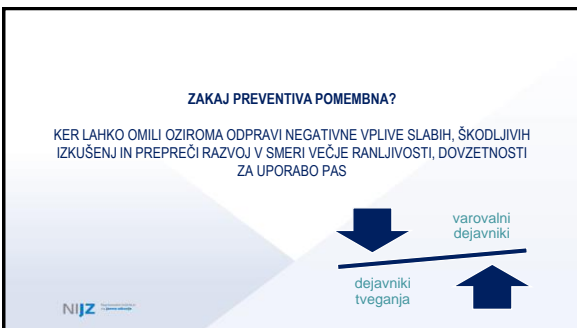 ZAKAJ PREVENTIVA POMEMBNA?
KER LAHKO OMILI OZIROMA ODPRAVI NEGATIVNE VPLIVE SLABIH, ŠKODLJIVIH
IZKUŠENJ IN PREPREČI RAZVOJ V SMERI VEČJE RANLJIVOSTI, DOVZETNOSTI
ZA UPORABO PAS
varovalni
dejavniki
dejavniki
tveganja
NIJZ